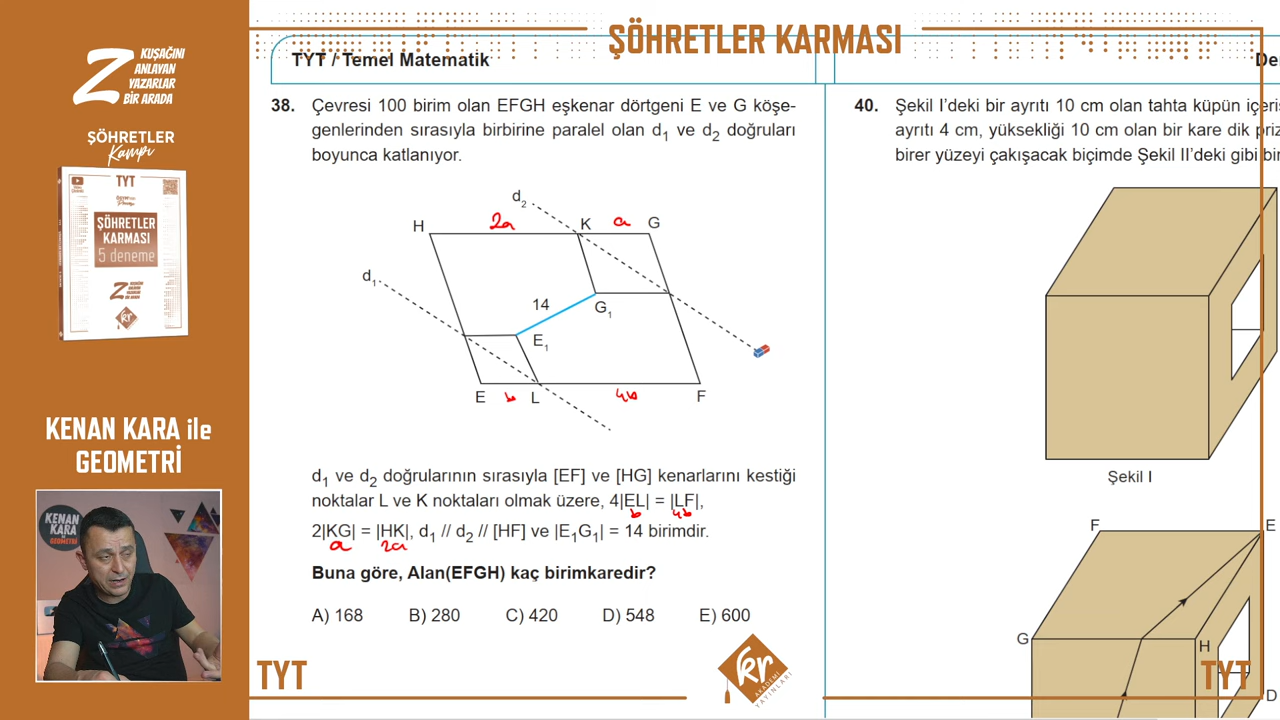 Z KUŞAĞINI
ANLAYAN
YAZARLAR
BİR ARADA
ŞÖHRETLER
Kampı
TYT
ŞÖHRETLER
KARMASI
5 deneme
KENAN KARA ile
GEOMETRİ
KENAN
KARA
ŞÖHRETLER KARMASI
TYT / Temel Matematik
38. Çevresi 100 birim olan EFGH eşkenar dörtgeni E ve G köşe-
genlerinden sırasıyla birbirine paralel olan d1 ve d2 doğruları
boyunca katlanıyor.
d2
H 2a K a G
d1
14
G1
E1
E b L 4b F
d1 ve d2 doğrularının sırasıyla [EF] ve [HG] kenarlarını kestiği
noktalar L ve K noktaları olmak üzere, 4|EL| = |LF|,
b 4b
2|KG| = |HK|, d1 // d2 // [HF] ve |E1G1| = 14 birimdir.
a 2a
Buna göre, Alan(EFGH) kaç birimkaredir?
A) 168 B) 280 C) 420 D) 548 E) 600
TYT
kr
AKADEMİ
YAYINLARI
40. Şekil I'deki bir ayrıtı 10 cm olan tahta küpün içeris
ayrıtı 4 cm, yüksekliği 10 cm olan bir kare dik priz
birer yüzeyi çakışacak biçimde Şekil II'deki gibi bir
Şekil I
F E
G H
D
TYT